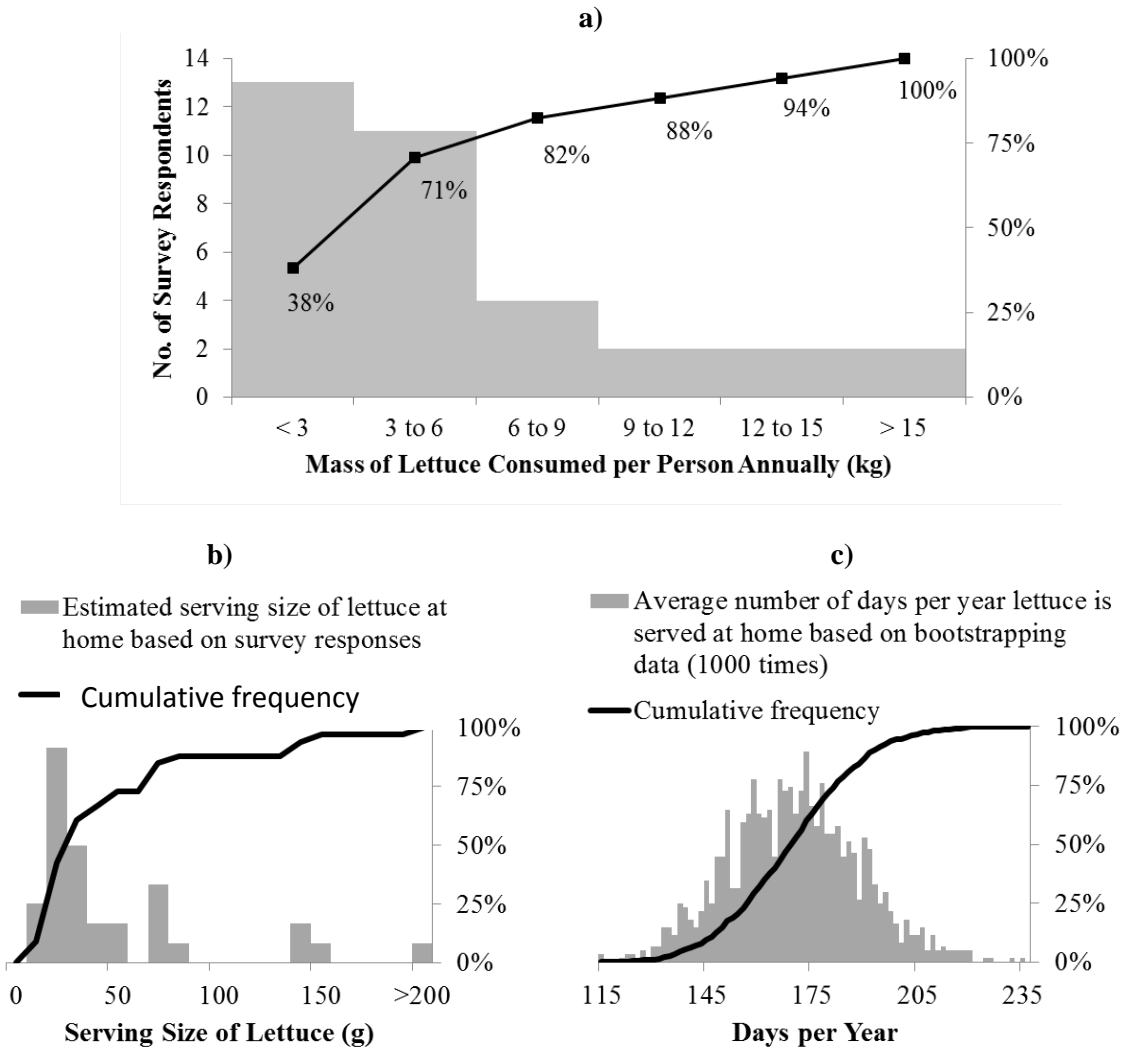 a)
14
12
10
8
6
4
2
0
No. of Survey Respondents
100%
75%
50%
25%
0%
38%
71%
82%
88%
94%
100%
< 3
3 to 6
6 to 9
9 to 12
12 to 15
> 15
Mass of Lettuce Consumed per Person Annually (kg)
b)
Estimated serving size of lettuce at
home based on survey responses
Cumulative frequency
100%
75%
50%
25%
0%
0
50
100
150
>200
Serving Size of Lettuce (g)
c)
Average number of days per year lettuce is
served at home based on bootstrapping
data (1000 times)
Cumulative frequency
100%
75%
50%
25%
0%
115
145
175
205
235
Days per Year